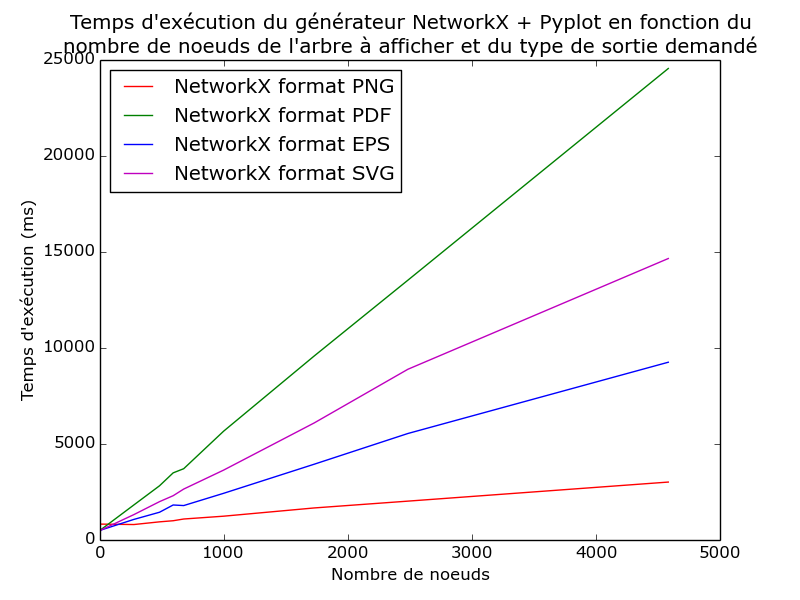 Temps d'exécution du générateur NetworkX + Pyplot en fonction du
nombre de noeuds de l'arbre à afficher et du type de sortie demandé
25000
20000
15000
10000
5000
0
Temps d'exécution (ms)
NetworkX format PNG
NetworkX format PDF
NetworkX format EPS
NetworkX format SVG
0 1000 2000 3000 4000 5000
Nombre de noeuds